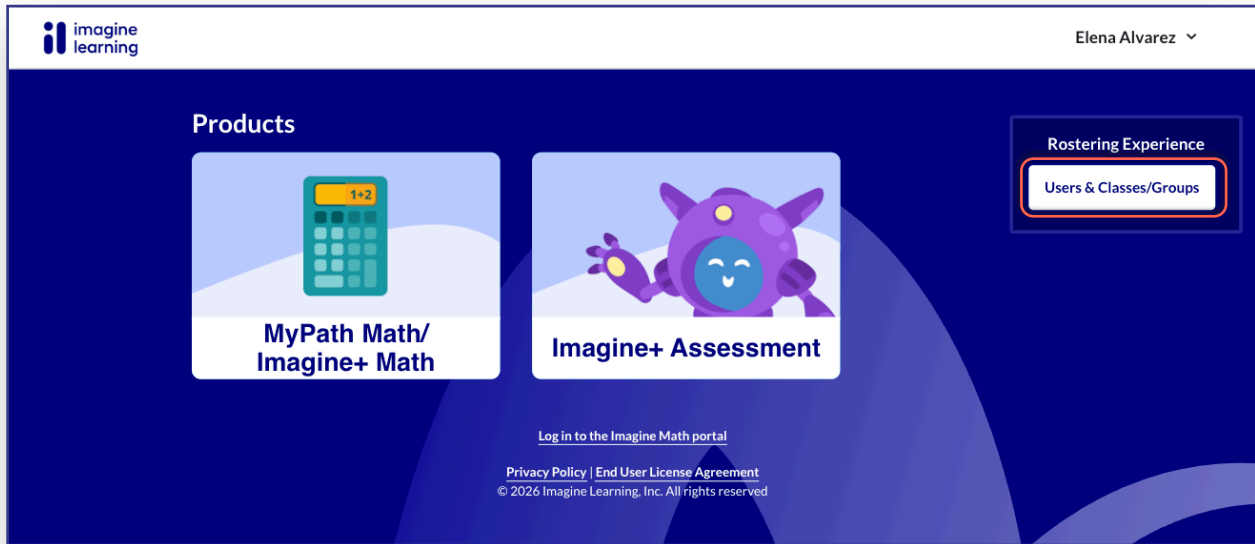 imagine
learning
Elena Alvarez
Products
Rostering Experience
Users & Classes/Groups
1+2
MyPath Math/
Imagine+ Math
Imagine+ Assessment
Log in to the Imagine Math portal
Privacy Policy | End User License Agreement
© 2026 Imagine Learning, Inc. All rights reserved